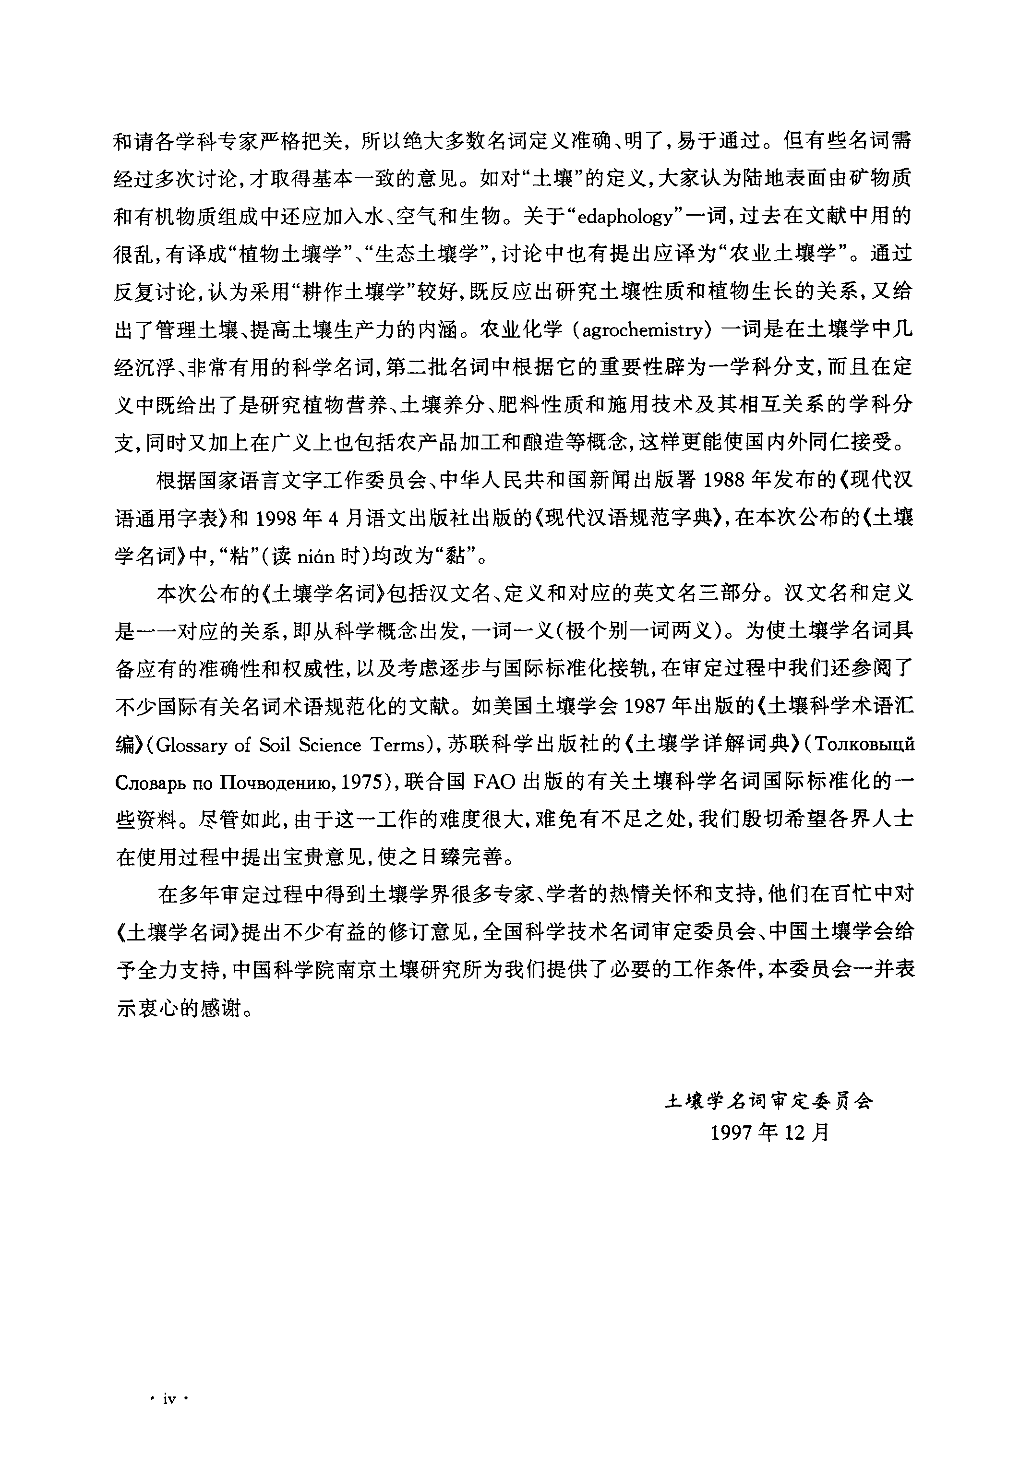 和请各学科专家严格把关，所以绝大多数名词定义准确、明了，易于通过。但有些名词需
经过多次讨论，才取得基本一致的意见。如对“土壤”的定义，大家认为陆地表面由矿物质
和有机物质组成中还应加入水、空气和生物。关于“edaphology”一词，过去在文献中用的
很乱，有译成“植物土壤学”、“生态土壤学”，讨论中也有提出应译为“农业土壤学”。通过
反复讨论，认为采用“耕作土壤学”较好，既反应出研究土壤性质和植物生长的关系，又给
出了管理土壤、提高土壤生产力的内涵。农业化学（agrochemistry）一词是在土壤学中几
经沉浮、非常有用的科学名词，第二批名词中根据它的重要性辟为一学科分支，而且在定
义中既给出了是研究植物营养、土壤养分、肥料性质和施用技术及其相互关系的学科分
支，同时又加上在广义上也包括农产品加工和酿造等概念，这样更能使国内外同仁接受。
根据国家语言文字工作委员会、中华人民共和国新闻出版署 1988 年发布的《现代汉
语通用字表》和 1998 年 4 月语文出版社出版的《现代汉语规范字典》，在本次公布的《土壤
学名词》中，“粘”（读 nián 时）均改为“黏”。
本次公布的《土壤学名词》包括汉文名、定义和对应的英文名三部分。汉文名和定义
是一一对应的关系，即从科学概念出发，一词一义（极个别一词两义）。为使土壤学名词具
备应有的准确性和权威性，以及考虑逐步与国际标准化接轨，在审定过程中我们还参阅了
不少国际有关名词术语规范化的文献。如美国土壤学会 1987 年出版的《土壤科学术语汇
编》（Glossary of Soil Science Terms），苏联科学出版社的《土壤学详解词典》（Толковыцй
Словарь по Почводению，1975），联合国 FAO 出版的有关土壤科学名词国际标准化的一
些资料。尽管如此，由于这一工作的难度很大，难免有不足之处，我们殷切希望各界人士
在使用过程中提出宝贵意见，使之日臻完善。
在多年审定过程中得到土壤学界很多专家、学者的热情关怀和支持，他们在百忙中对
《土壤学名词》提出不少有益的修订意见，全国科学技术名词审定委员会、中国土壤学会给
予全力支持，中国科学院南京土壤研究所为我们提供了必要的工作条件，本委员会一并表
示衷心的感谢。
土壤学名词审定委员会
1997 年 12 月
· iv ·